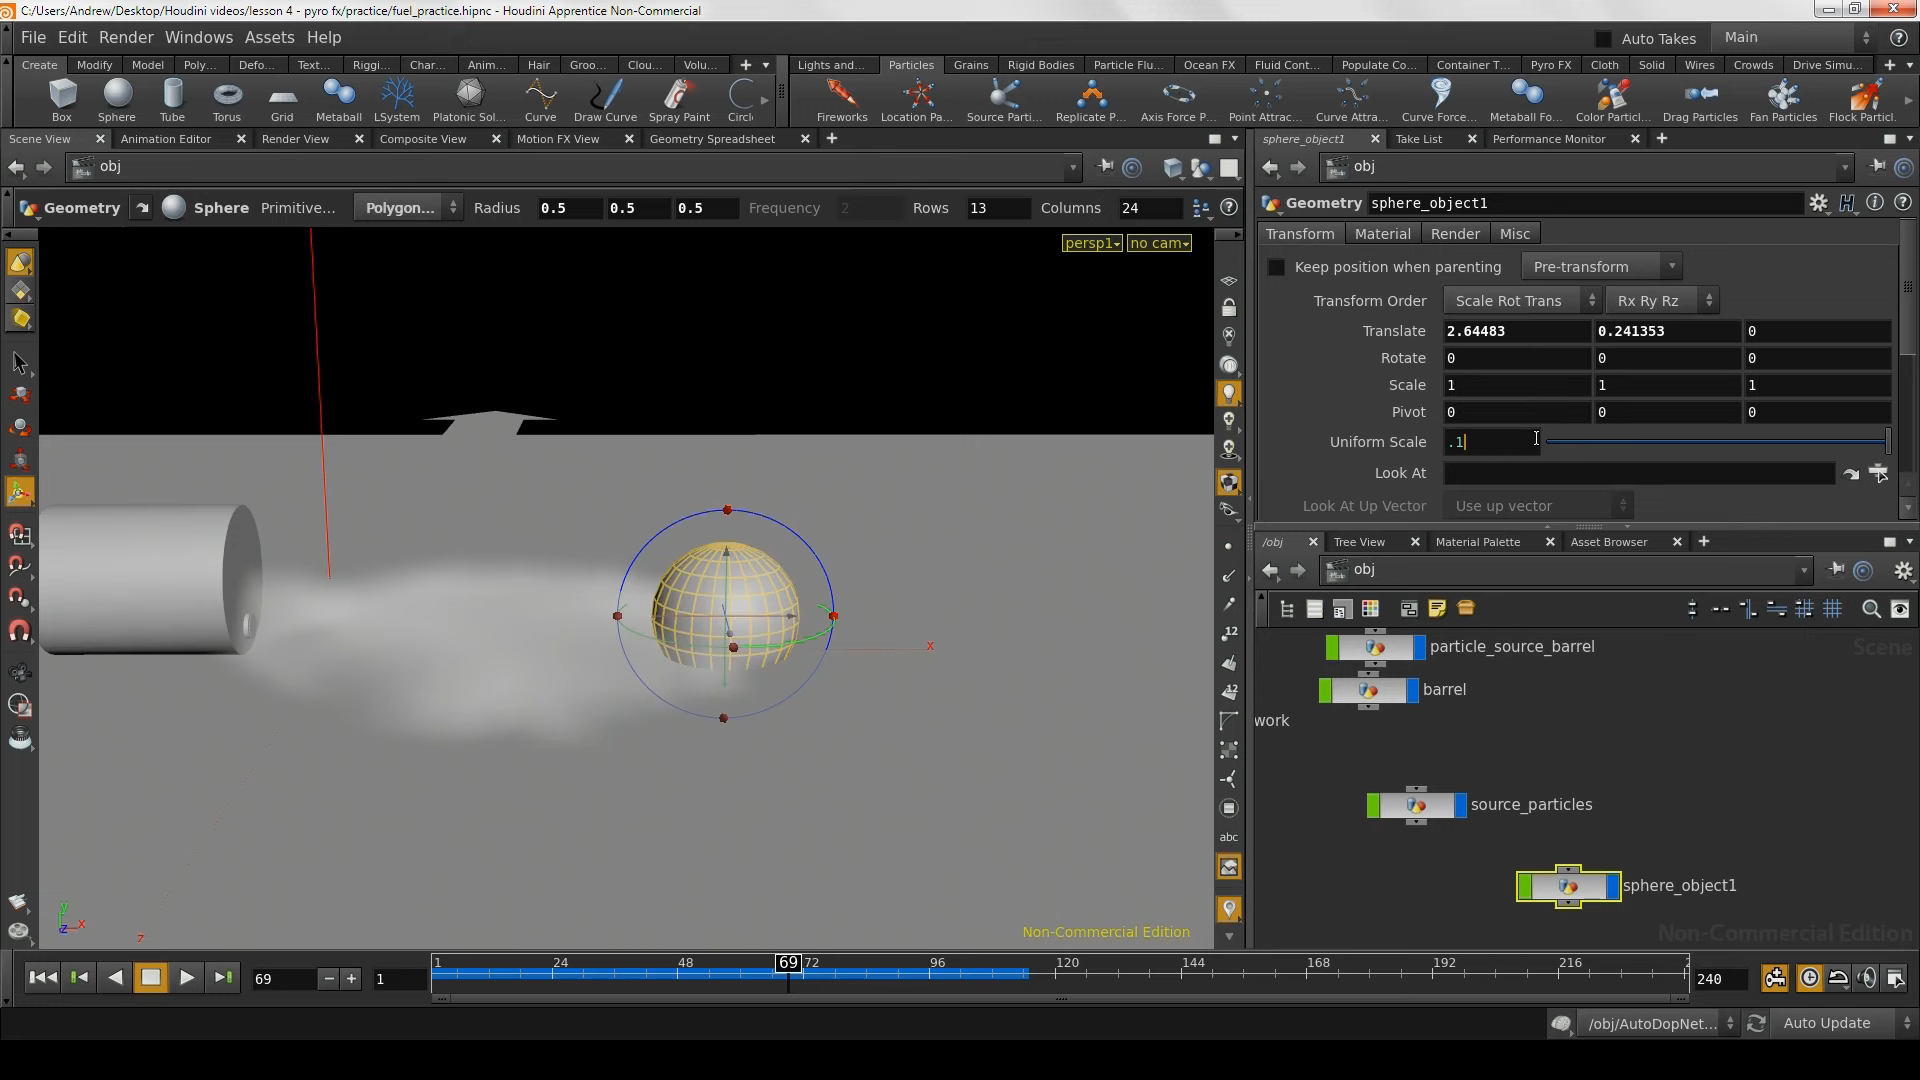 C:/Users/Andrew/Desktop/Houdini videos/lesson 4 - pyro fx/practice/fuel_practice.hipnc - Houdini Apprentice Non-Commercial
File Edit Render Windows Assets Help
Auto Takes Main
Create Modify Model Poly... Defo... Text... Riggi... Char... Anim... Hair Groo... Clou... Volu...
Lights and... Particles Grains Rigid Bodies Particle Flu... Ocean FX Fluid Cont... Populate Co... Container T... Pyro FX Cloth Solid Wires Crowds Drive Simu...
Box Sphere Tube Torus Grid Metaball LSystem Platonic Sol... Curve Draw Curve Spray Paint Circl
Fireworks Location Pa... Source Parti... Replicate P... Axis Force P... Point Attrac... Curve Attra... Curve Force... Metaball Fo... Color Particl... Drag Particles Fan Particles Flock Particl.
Scene View Animation Editor Render View Composite View Motion FX View Geometry Spreadsheet
sphere_object1 Take List Performance Monitor
obj
obj
Geometry Sphere Primitive... Polygon... Radius 0.5 0.5 0.5 Frequency 2 Rows 13 Columns 24
Geometry sphere_object1
persp1 no cam
Transform Material Render Misc
Keep position when parenting Pre-transform
Transform Order Scale Rot Trans Rx Ry Rz
Translate 2.64483 0.241353 0
Rotate 0 0 0
Scale 1 1 1
Pivot 0 0 0
Uniform Scale .1
Look At
Look At Up Vector Use up vector
/obj Tree View Material Palette Asset Browser
obj
12
12
abc
x
particle_source_barrel
Scene
barrel
work
source_particles
sphere_object1
y
x
z
z
Non-Commercial Edition
Non-Commercial Edition
69 1
1 24 48 69 72 96 120 144 168 192 216 2
240
/obj/AutoDopNet... Auto Update